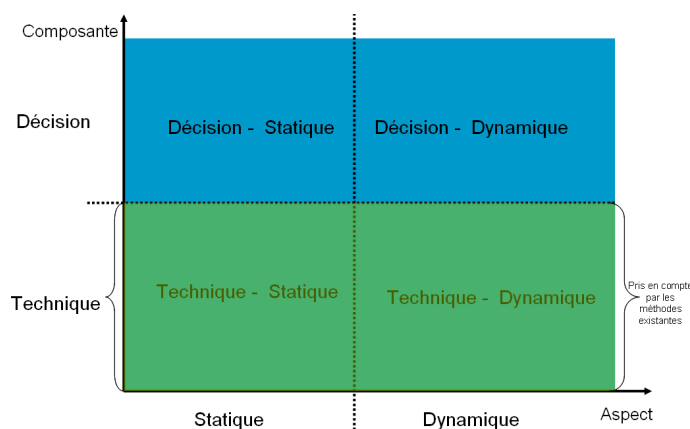 Composante
Décision
Décision - Statique
Décision - Dynamique
Technique
Technique - Statique
Technique - Dynamique
Pris en compte
par les
méthodes
existantes
Statique
Dynamique
Aspect